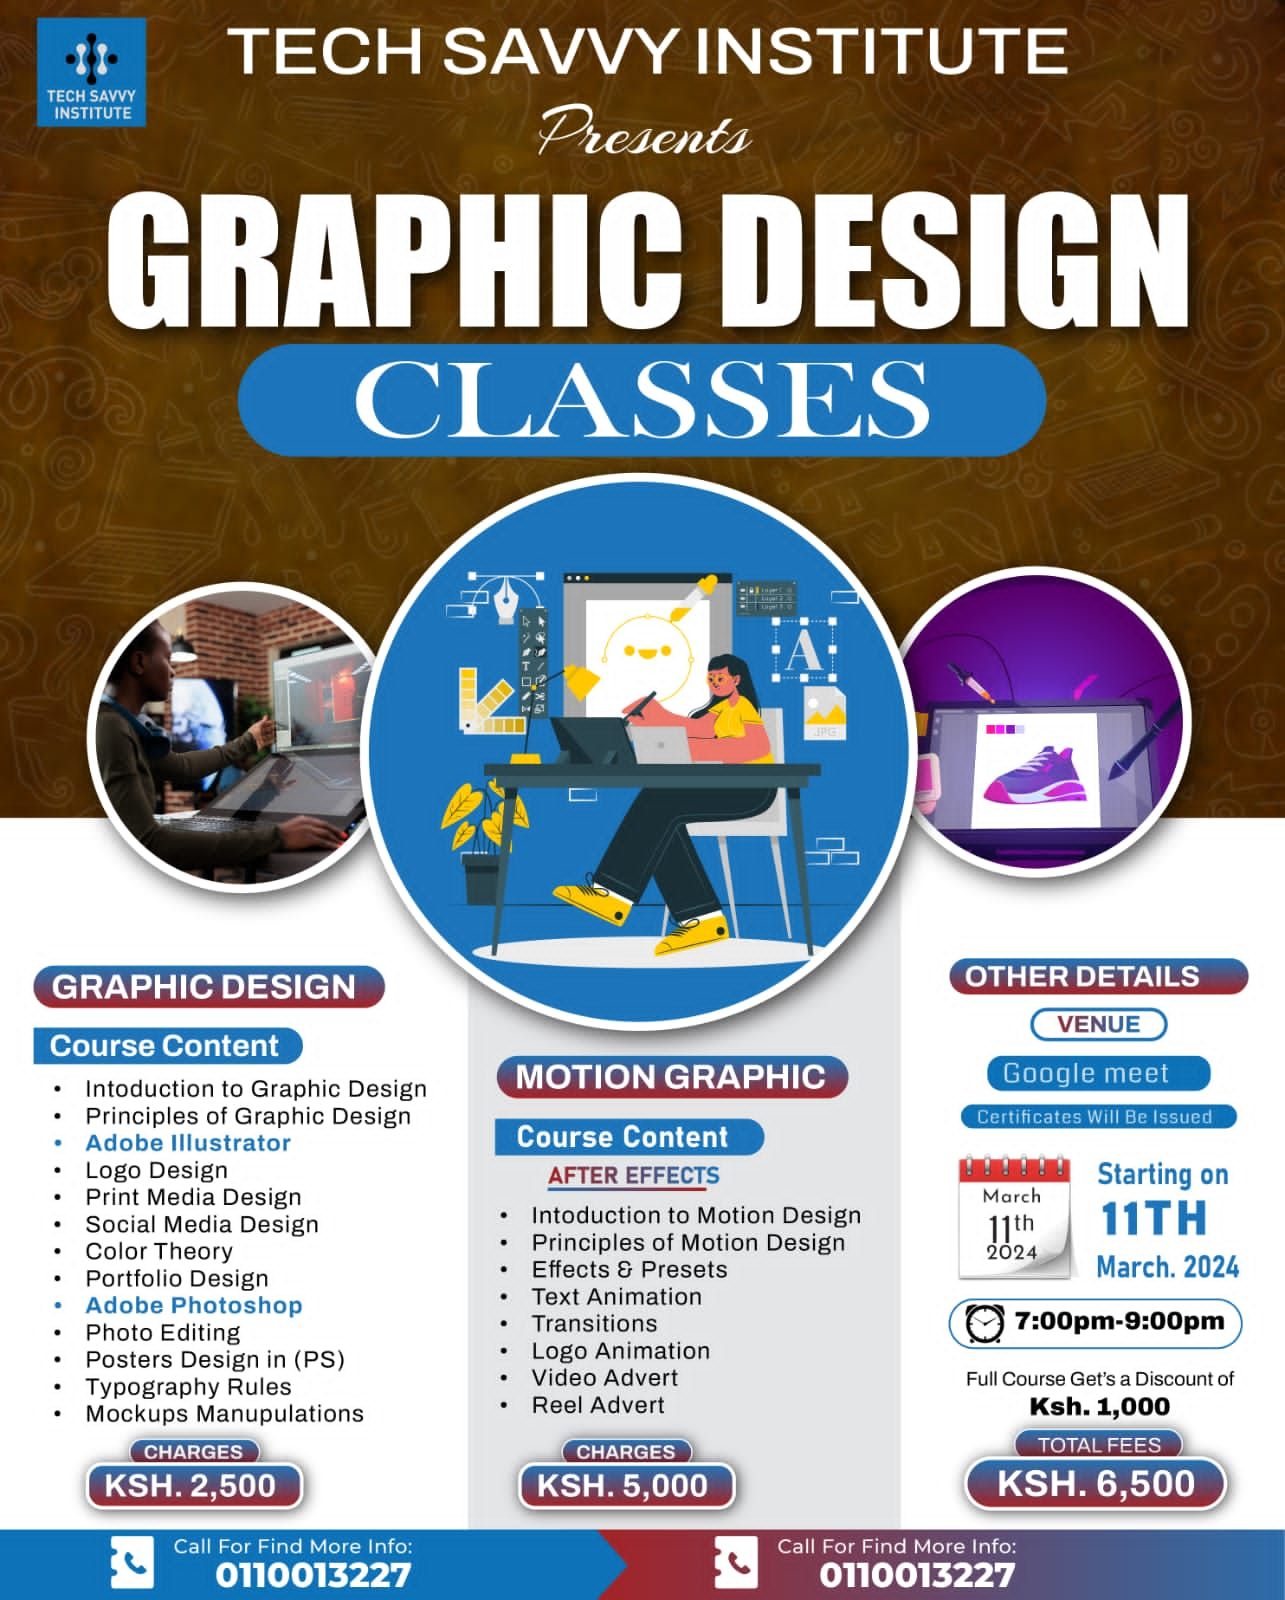 TECH SAVVY
INSTITUTE
TECH SAVVY INSTITUTE
Presents
GRAPHIC DESIGN
CLASSES
Layer 1
Layer 2
Layer 3
T
A
JPG
GRAPHIC DESIGN
Course Content
• Intoduction to Graphic Design
• Principles of Graphic Design
• Adobe Illustrator
• Logo Design
• Print Media Design
• Social Media Design
• Color Theory
• Portfolio Design
• Adobe Photoshop
• Photo Editing
• Posters Design in (PS)
• Typography Rules
• Mockups Manupulations
CHARGES
KSH. 2,500
MOTION GRAPHIC
Course Content
AFTER EFFECTS
• Intoduction to Motion Design
• Principles of Motion Design
• Effects & Presets
• Text Animation
• Transitions
• Logo Animation
• Video Advert
• Reel Advert
CHARGES
KSH. 5,000
OTHER DETAILS
VENUE
Google meet
Certificates Will Be Issued
March
11th
2024
Starting on
11TH
March. 2024
7:00pm-9:00pm
Full Course Get's a Discount of
Ksh. 1,000
TOTAL FEES
KSH. 6,500
Call For Find More Info:
0110013227
Call For Find More Info:
0110013227